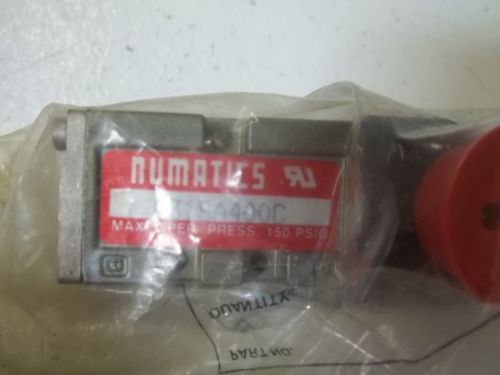 NUMATICS
MAX OPER PRESS 150 PSIG
QUANTITY
PART NO.